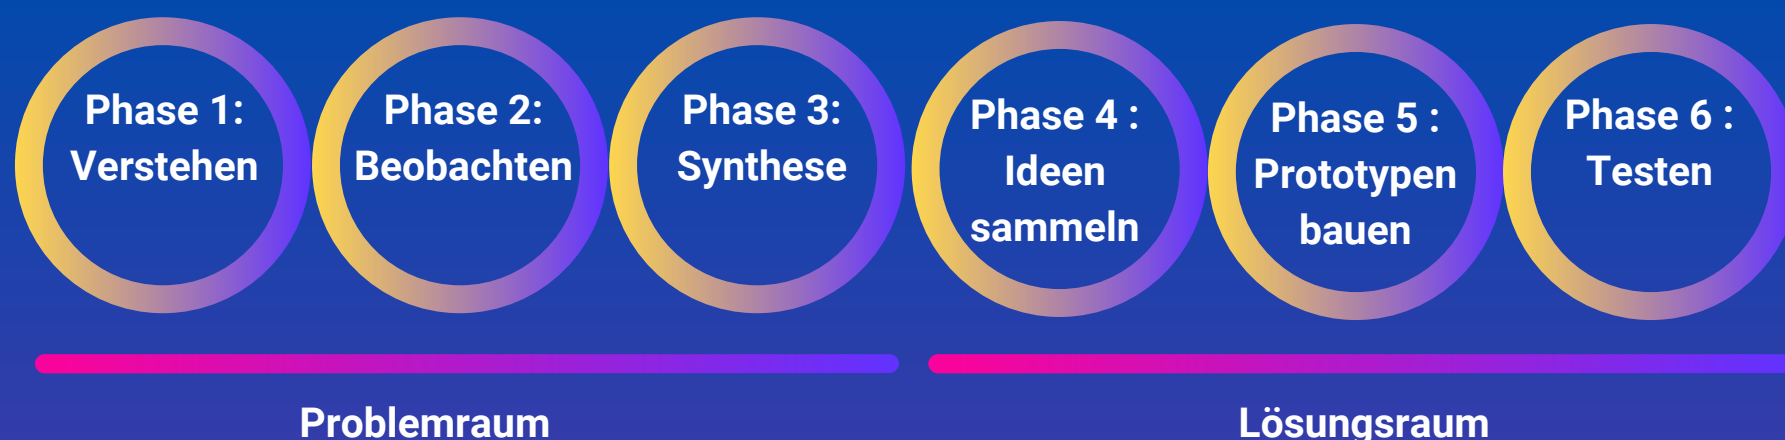 Phase 1:
Verstehen
Phase 2:
Beobachten
Phase 3:
Synthese
Phase 4 :
Ideen
sammeln
Phase 5 :
Prototypen
bauen
Phase 6 :
Testen
Problemraum
Lösungsraum